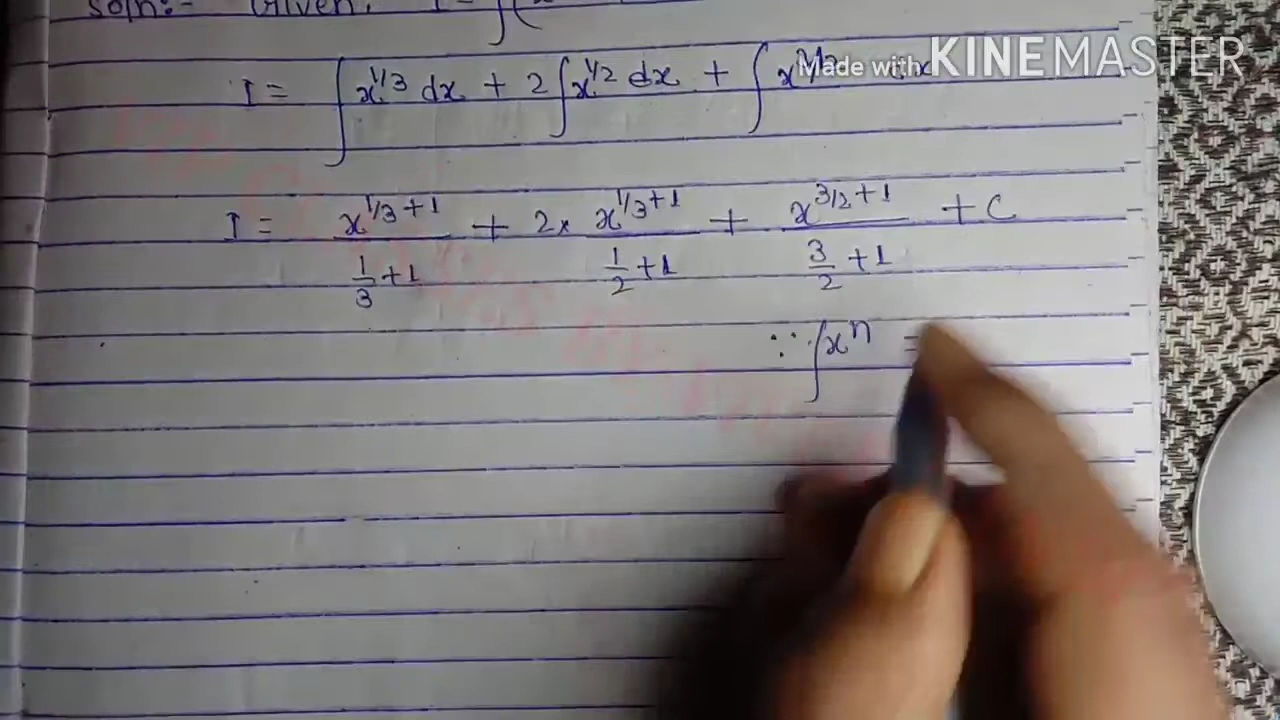 Soln:- Given, I = ∫(x
I = ∫x^1/3 dx + 2∫x^1/2 dx + ∫x dx
Made with KINEMASTER
I = x^1/3+1 / 1/3+1 + 2× x^1/3+1 / 1/2+1 + x^3/2+1 / 3/2+1 + C
∵ ∫x^n =